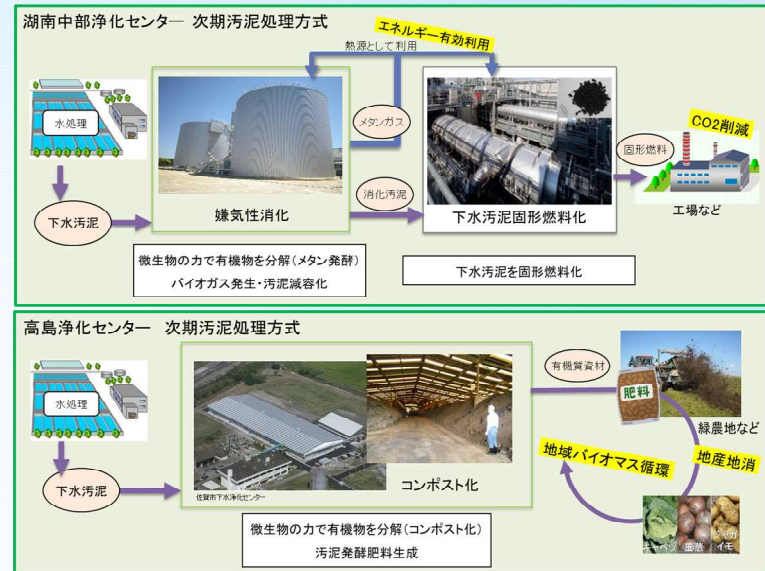 湖南中部浄化センター 次期汚泥処理方式
エネルギー有効利用
熱源として利用
水処理
メタンガス
CO2削減
固形燃料
下水汚泥
嫌気性消化
消化汚泥
下水汚泥固形燃料化
工場など
微生物の力で有機物を分解(メタン発酵)
バイオガス発生・汚泥減容化
下水汚泥を固形燃料化
高島浄化センター 次期汚泥処理方式
水処理
有機質資材
肥料
緑農地など
地域バイオマス循環
地産地消
下水汚泥
佐賀市下水浄化センター
コンポスト化
キャベツ
玉葱
ジャガ
イモ
微生物の力で有機物を分解(コンポスト化)
汚泥発酵肥料生成